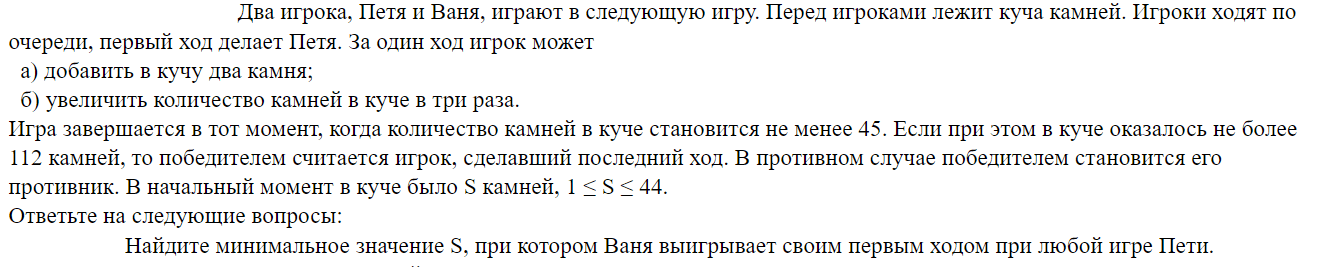 Два игрока, Петя и Ваня, играют в следующую игру. Перед игроками лежит куча камней. Игроки ходят по
очереди, первый ход делает Петя. За один ход игрок может
а) добавить в кучу два камня;
б) увеличить количество камней в куче в три раза.
Игра завершается в тот момент, когда количество камней в куче становится не менее 45. Если при этом в куче оказалось не более
112 камней, то победителем считается игрок, сделавший последний ход. В противном случае победителем становится его
противник. В начальный момент в куче было S камней, 1 ≤ S ≤ 44.
Ответьте на следующие вопросы:
Найдите минимальное значение S, при котором Ваня выигрывает своим первым ходом при любой игре Пети.